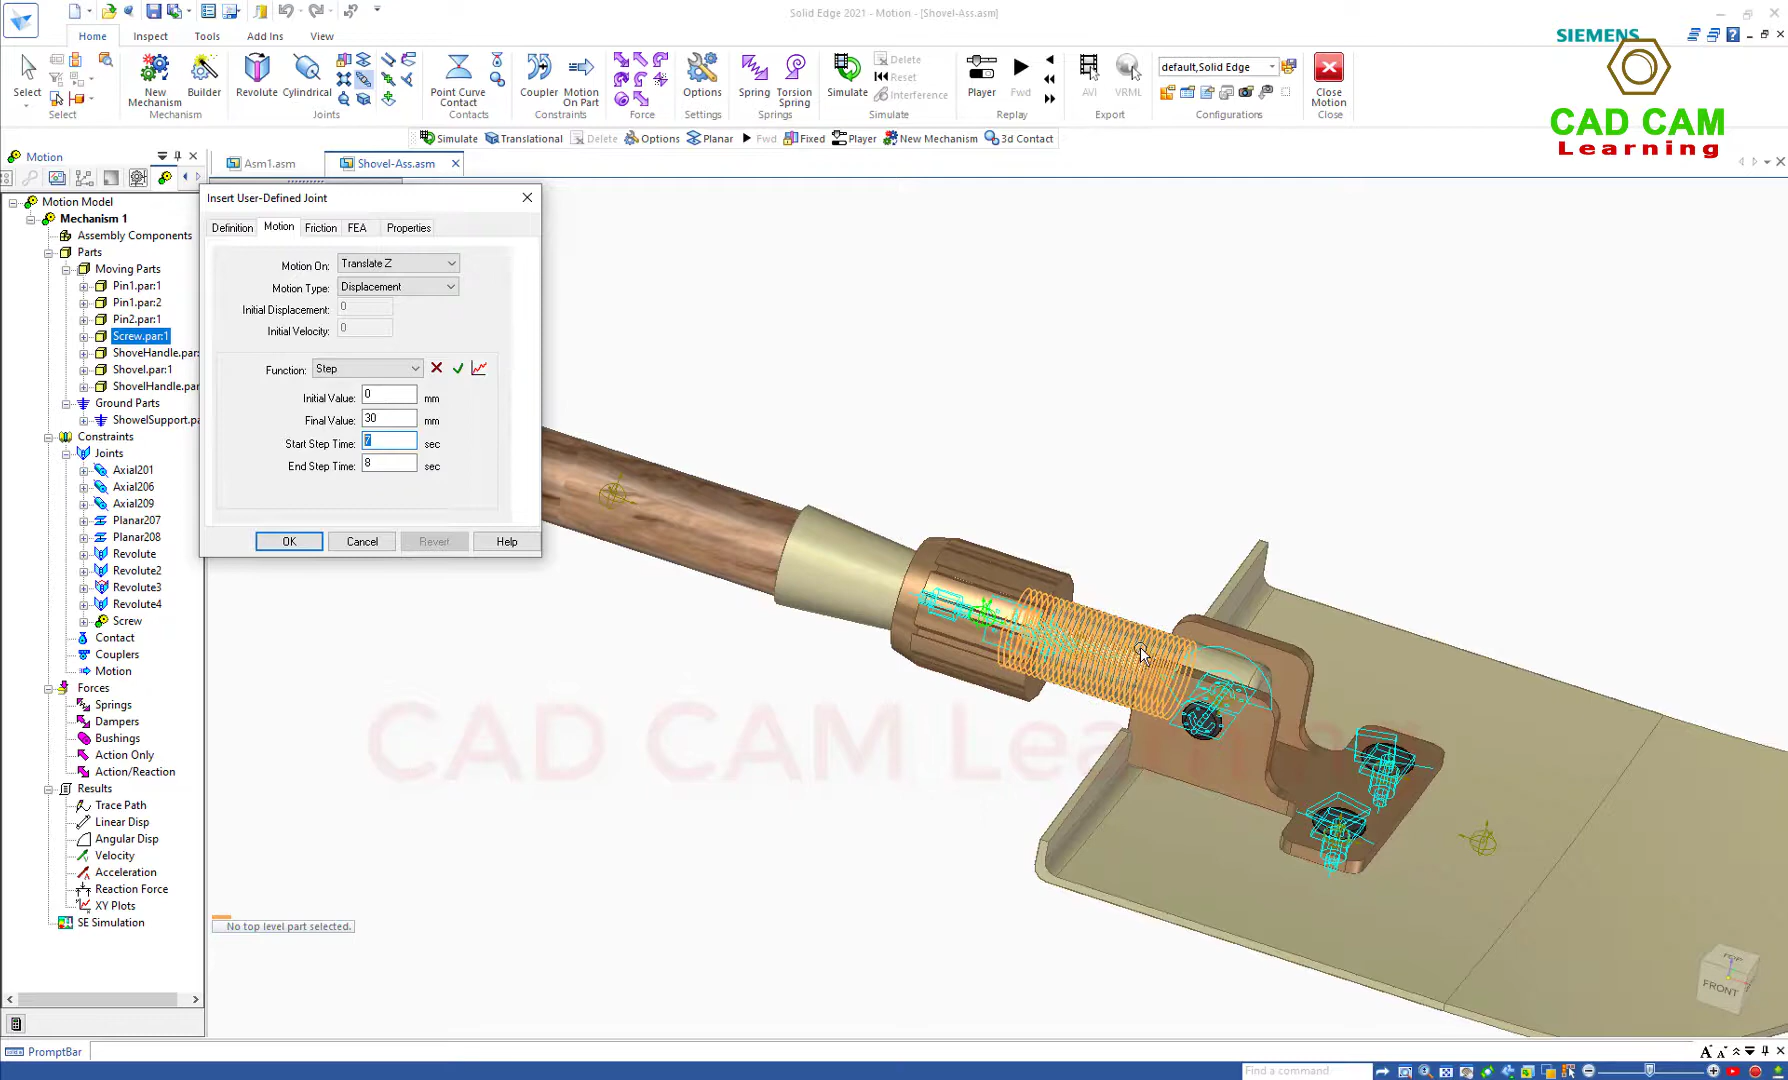 Solid Edge 2021 - Motion - [Shovel-Ass.asm]
Home Inspect Tools Add Ins View
SIEMENS
Select
New Mechanism
Builder
Revolute
Cylindrical
Point Curve Contact
Coupler
Motion On Part
Options
Spring
Torsion Spring
Simulate
Delete
Reset
Interference
Player
Fwd
AVI
VRML
default,Solid Edge
Close Motion
Select Mechanism Joints Contacts Constraints Force Settings Springs Simulate Replay Export Configurations Close
CAD CAM
Learning
Simulate Translational Delete Options Planar Fwd Fixed Player New Mechanism 3d Contact
Motion
Asm1.asm Shovel-Ass.asm
Motion Model
Mechanism 1
Assembly Components
Parts
Moving Parts
Pin1.par:1
Pin1.par:2
Pin2.par:1
Screw.par:1
ShoveHandle.par:
Shovel.par:1
ShovelHandle.par
Ground Parts
ShowelSupport.pa
Constraints
Joints
Axial201
Axial206
Axial209
Planar207
Planar208
Revolute
Revolute2
Revolute3
Revolute4
Screw
Contact
Couplers
Motion
Forces
Springs
Dampers
Bushings
Action Only
Action/Reaction
Results
Trace Path
Linear Disp
Angular Disp
Velocity
Acceleration
Reaction Force
XY Plots
SE Simulation
Insert User-Defined Joint
Definition Motion Friction FEA Properties
Motion On: Translate Z
Motion Type: Displacement
Initial Displacement: 0
Initial Velocity: 0
Function: Step
Initial Value: 0 mm
Final Value: 30 mm
Start Step Time: 7 sec
End Step Time: 8 sec
OK Cancel Revert Help
CAD CAM Learning
No top level part selected.
TOP
FRONT
PromptBar
Find a command